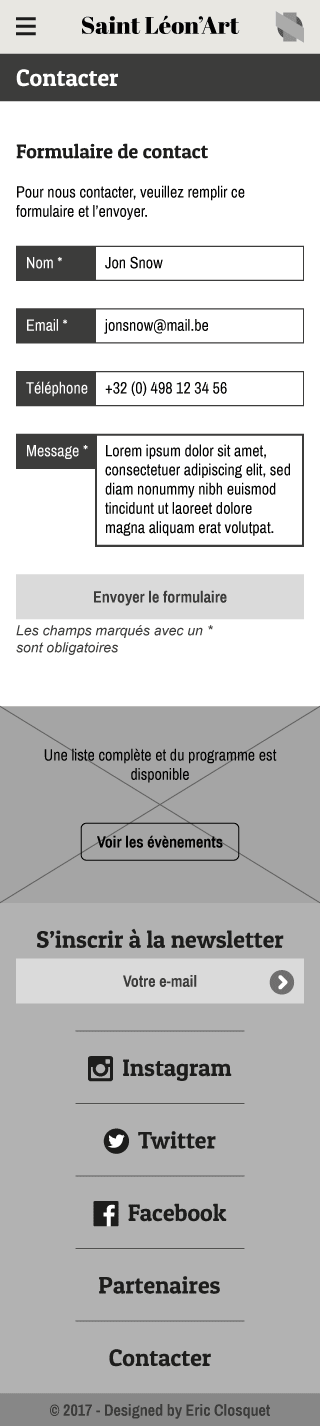 Saint Léon’Art
Contacter
Formulaire de contact
Pour nous contacter, veuillez remplir ce
formulaire et l’envoyer.
Nom * Jon Snow
Email * jonsnow@mail.be
Téléphone +32 (0) 498 12 34 56
Message * Lorem ipsum dolor sit amet,
consectetuer adipiscing elit, sed
diam nonummy nibh euismod
tincidunt ut laoreet dolore
magna aliquam erat volutpat.
Envoyer le formulaire
Les champs marqués avec un *
sont obligatoires
Une liste complète et du programme est
disponible
Voir les évènements
S’inscrir à la newsletter
Votre e-mail
Instagram
Twitter
Facebook
Partenaires
Contacter
© 2017 - Designed by Eric Closquet